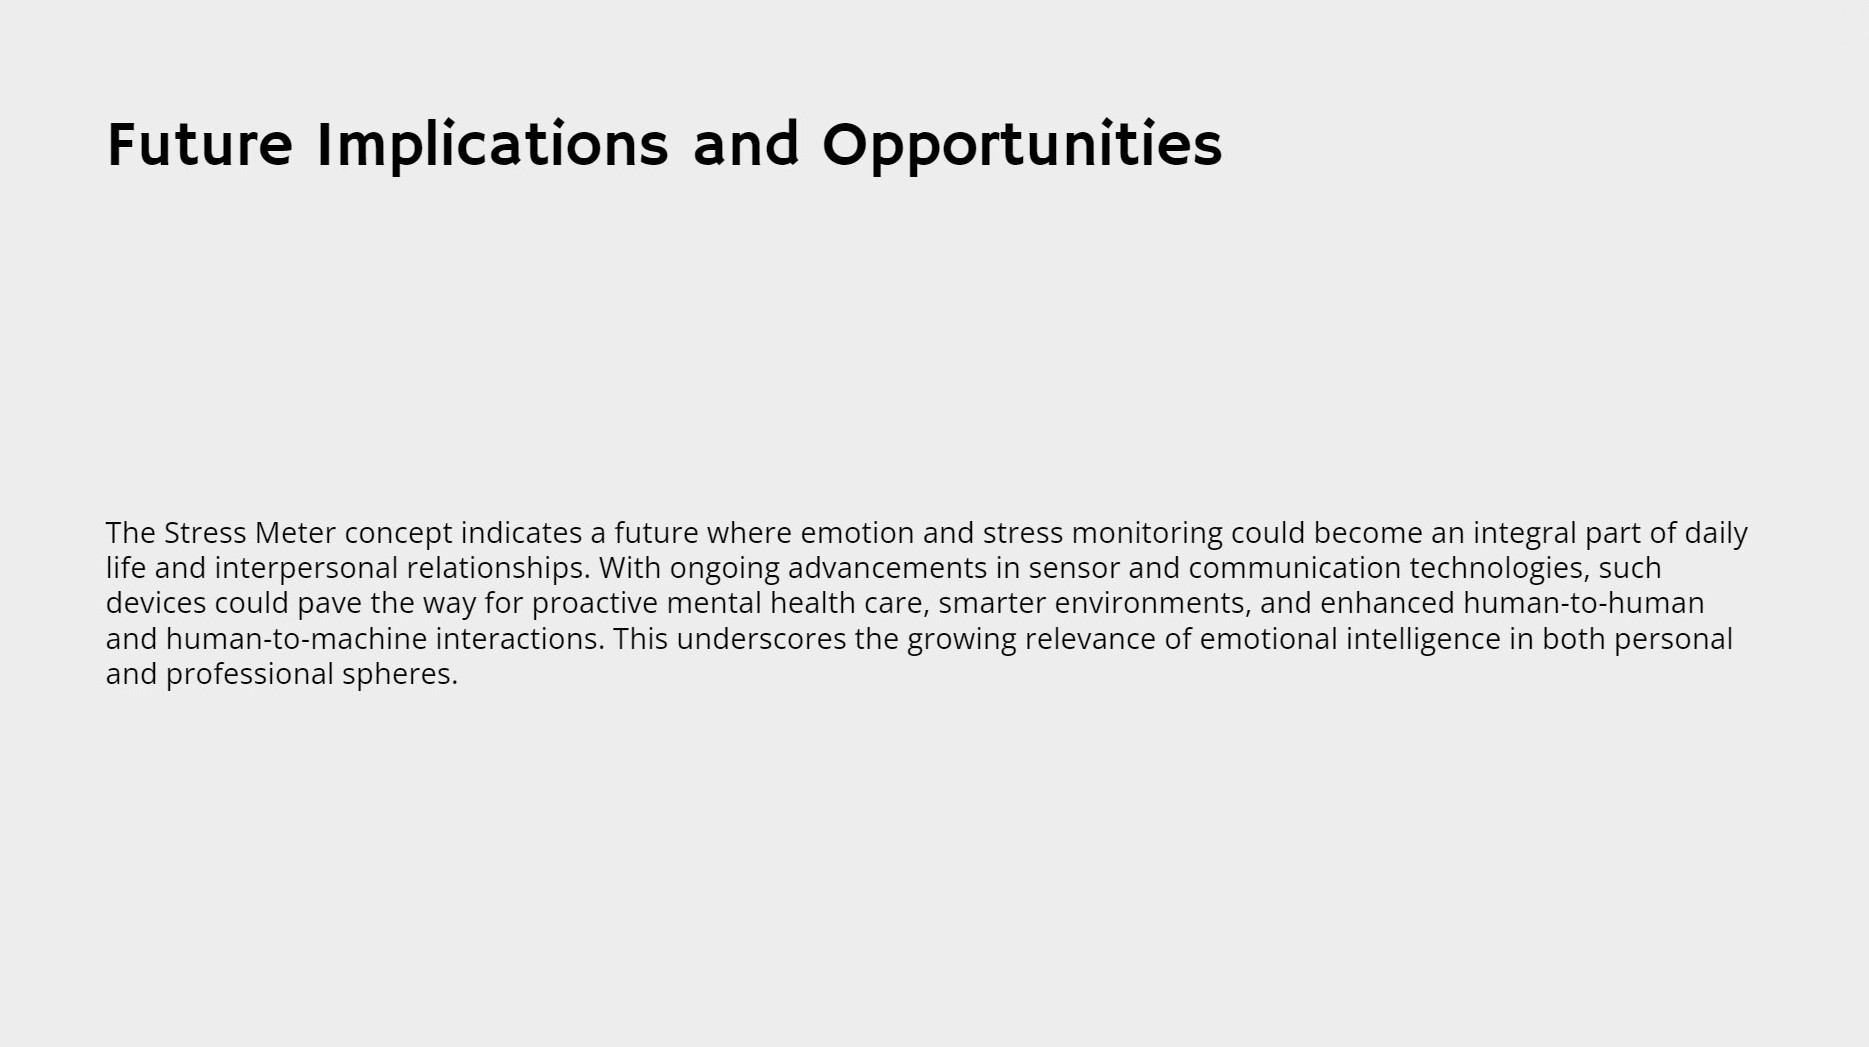 Future Implications and Opportunities
The Stress Meter concept indicates a future where emotion and stress monitoring could become an integral part of daily
life and interpersonal relationships. With ongoing advancements in sensor and communication technologies, such
devices could pave the way for proactive mental health care, smarter environments, and enhanced human-to-human
and human-to-machine interactions. This underscores the growing relevance of emotional intelligence in both personal
and professional spheres.